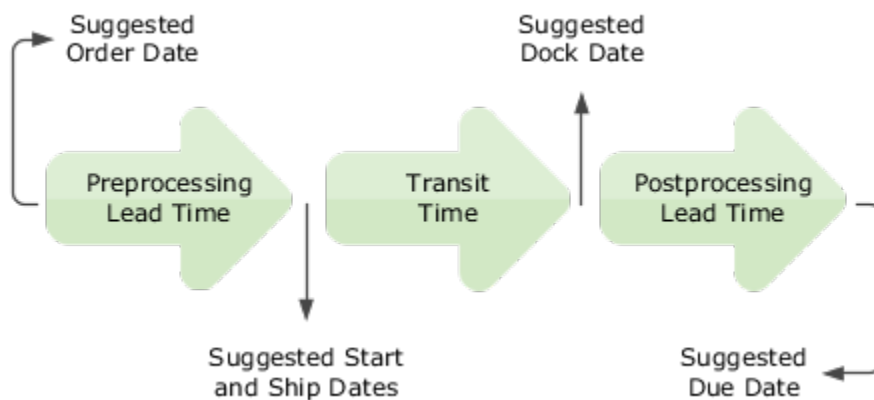 Suggested
Order Date
Suggested
Dock Date
Preprocessing
Lead Time
Transit
Time
Postprocessing
Lead Time
Suggested Start
and Ship Dates
Suggested
Due Date